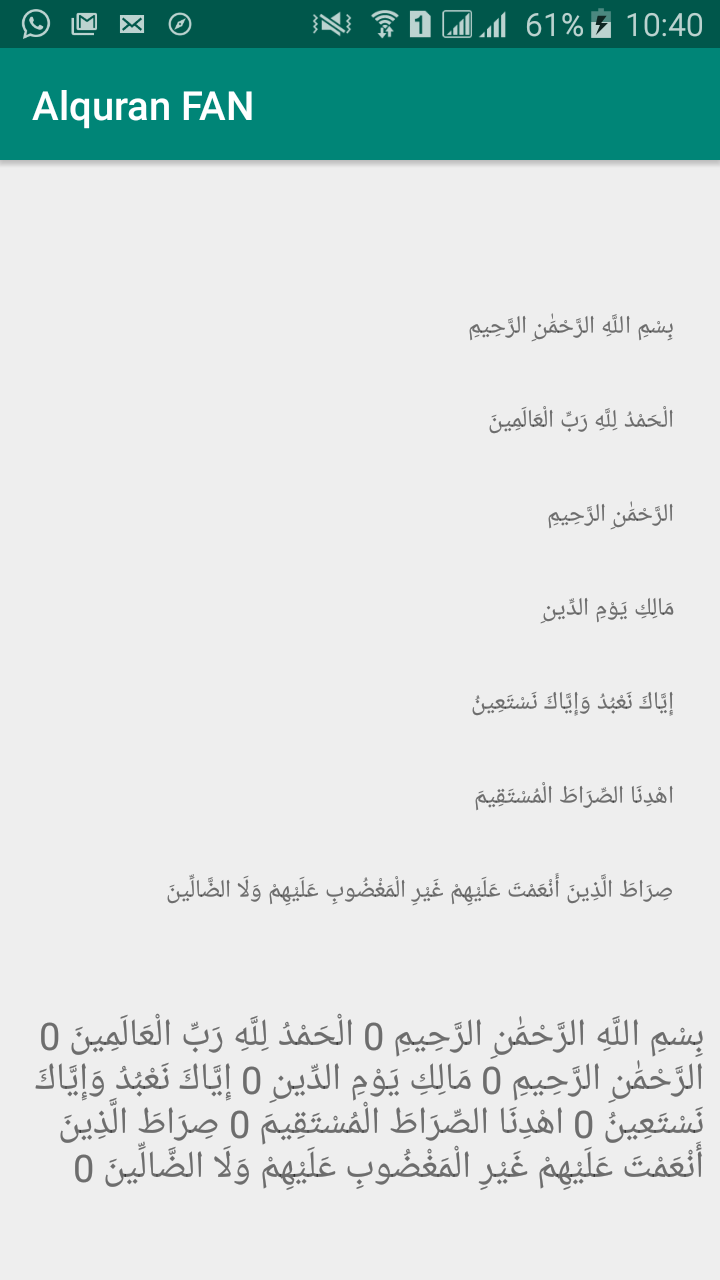 61% 10:40
Alquran FAN
بِسْمِ اللَّهِ الرَّحْمَٰنِ الرَّحِيمِ
الْحَمْدُ لِلَّهِ رَبِّ الْعَالَمِينَ
الرَّحْمَٰنِ الرَّحِيمِ
مَالِكِ يَوْمِ الدِّينِ
إِيَّاكَ نَعْبُدُ وَإِيَّاكَ نَسْتَعِينُ
اهْدِنَا الصِّرَاطَ الْمُسْتَقِيمَ
صِرَاطَ الَّذِينَ أَنْعَمْتَ عَلَيْهِمْ غَيْرِ الْمَغْضُوبِ عَلَيْهِمْ وَلَا الضَّالِّينَ
بِسْمِ اللَّهِ الرَّحْمَٰنِ الرَّحِيمِ 0 الْحَمْدُ لِلَّهِ رَبِّ الْعَالَمِينَ 0
الرَّحْمَٰنِ الرَّحِيمِ 0 مَالِكِ يَوْمِ الدِّينِ 0 إِيَّاكَ نَعْبُدُ وَإِيَّاكَ
نَسْتَعِينُ 0 اهْدِنَا الصِّرَاطَ الْمُسْتَقِيمَ 0 صِرَاطَ الَّذِينَ
أَنْعَمْتَ عَلَيْهِمْ غَيْرِ الْمَغْضُوبِ عَلَيْهِمْ وَلَا الضَّالِّينَ 0